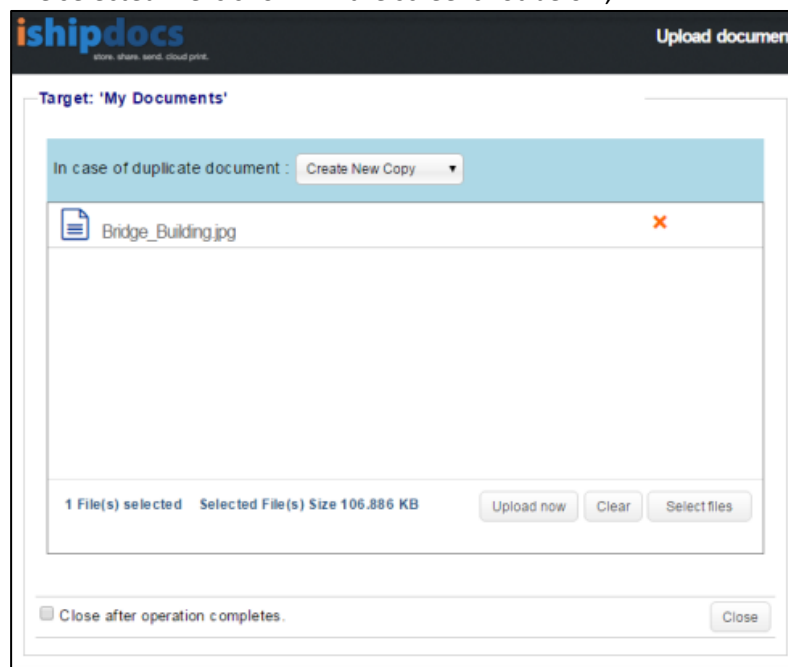 ishipdocs
store. share. send. cloud print.
Upload documen
Target: 'My Documents'
In case of duplicate document : Create New Copy
Bridge_Building.jpg
1 File(s) selected Selected File(s) Size 106.886 KB Upload now Clear Select files
Close after operation completes. Close